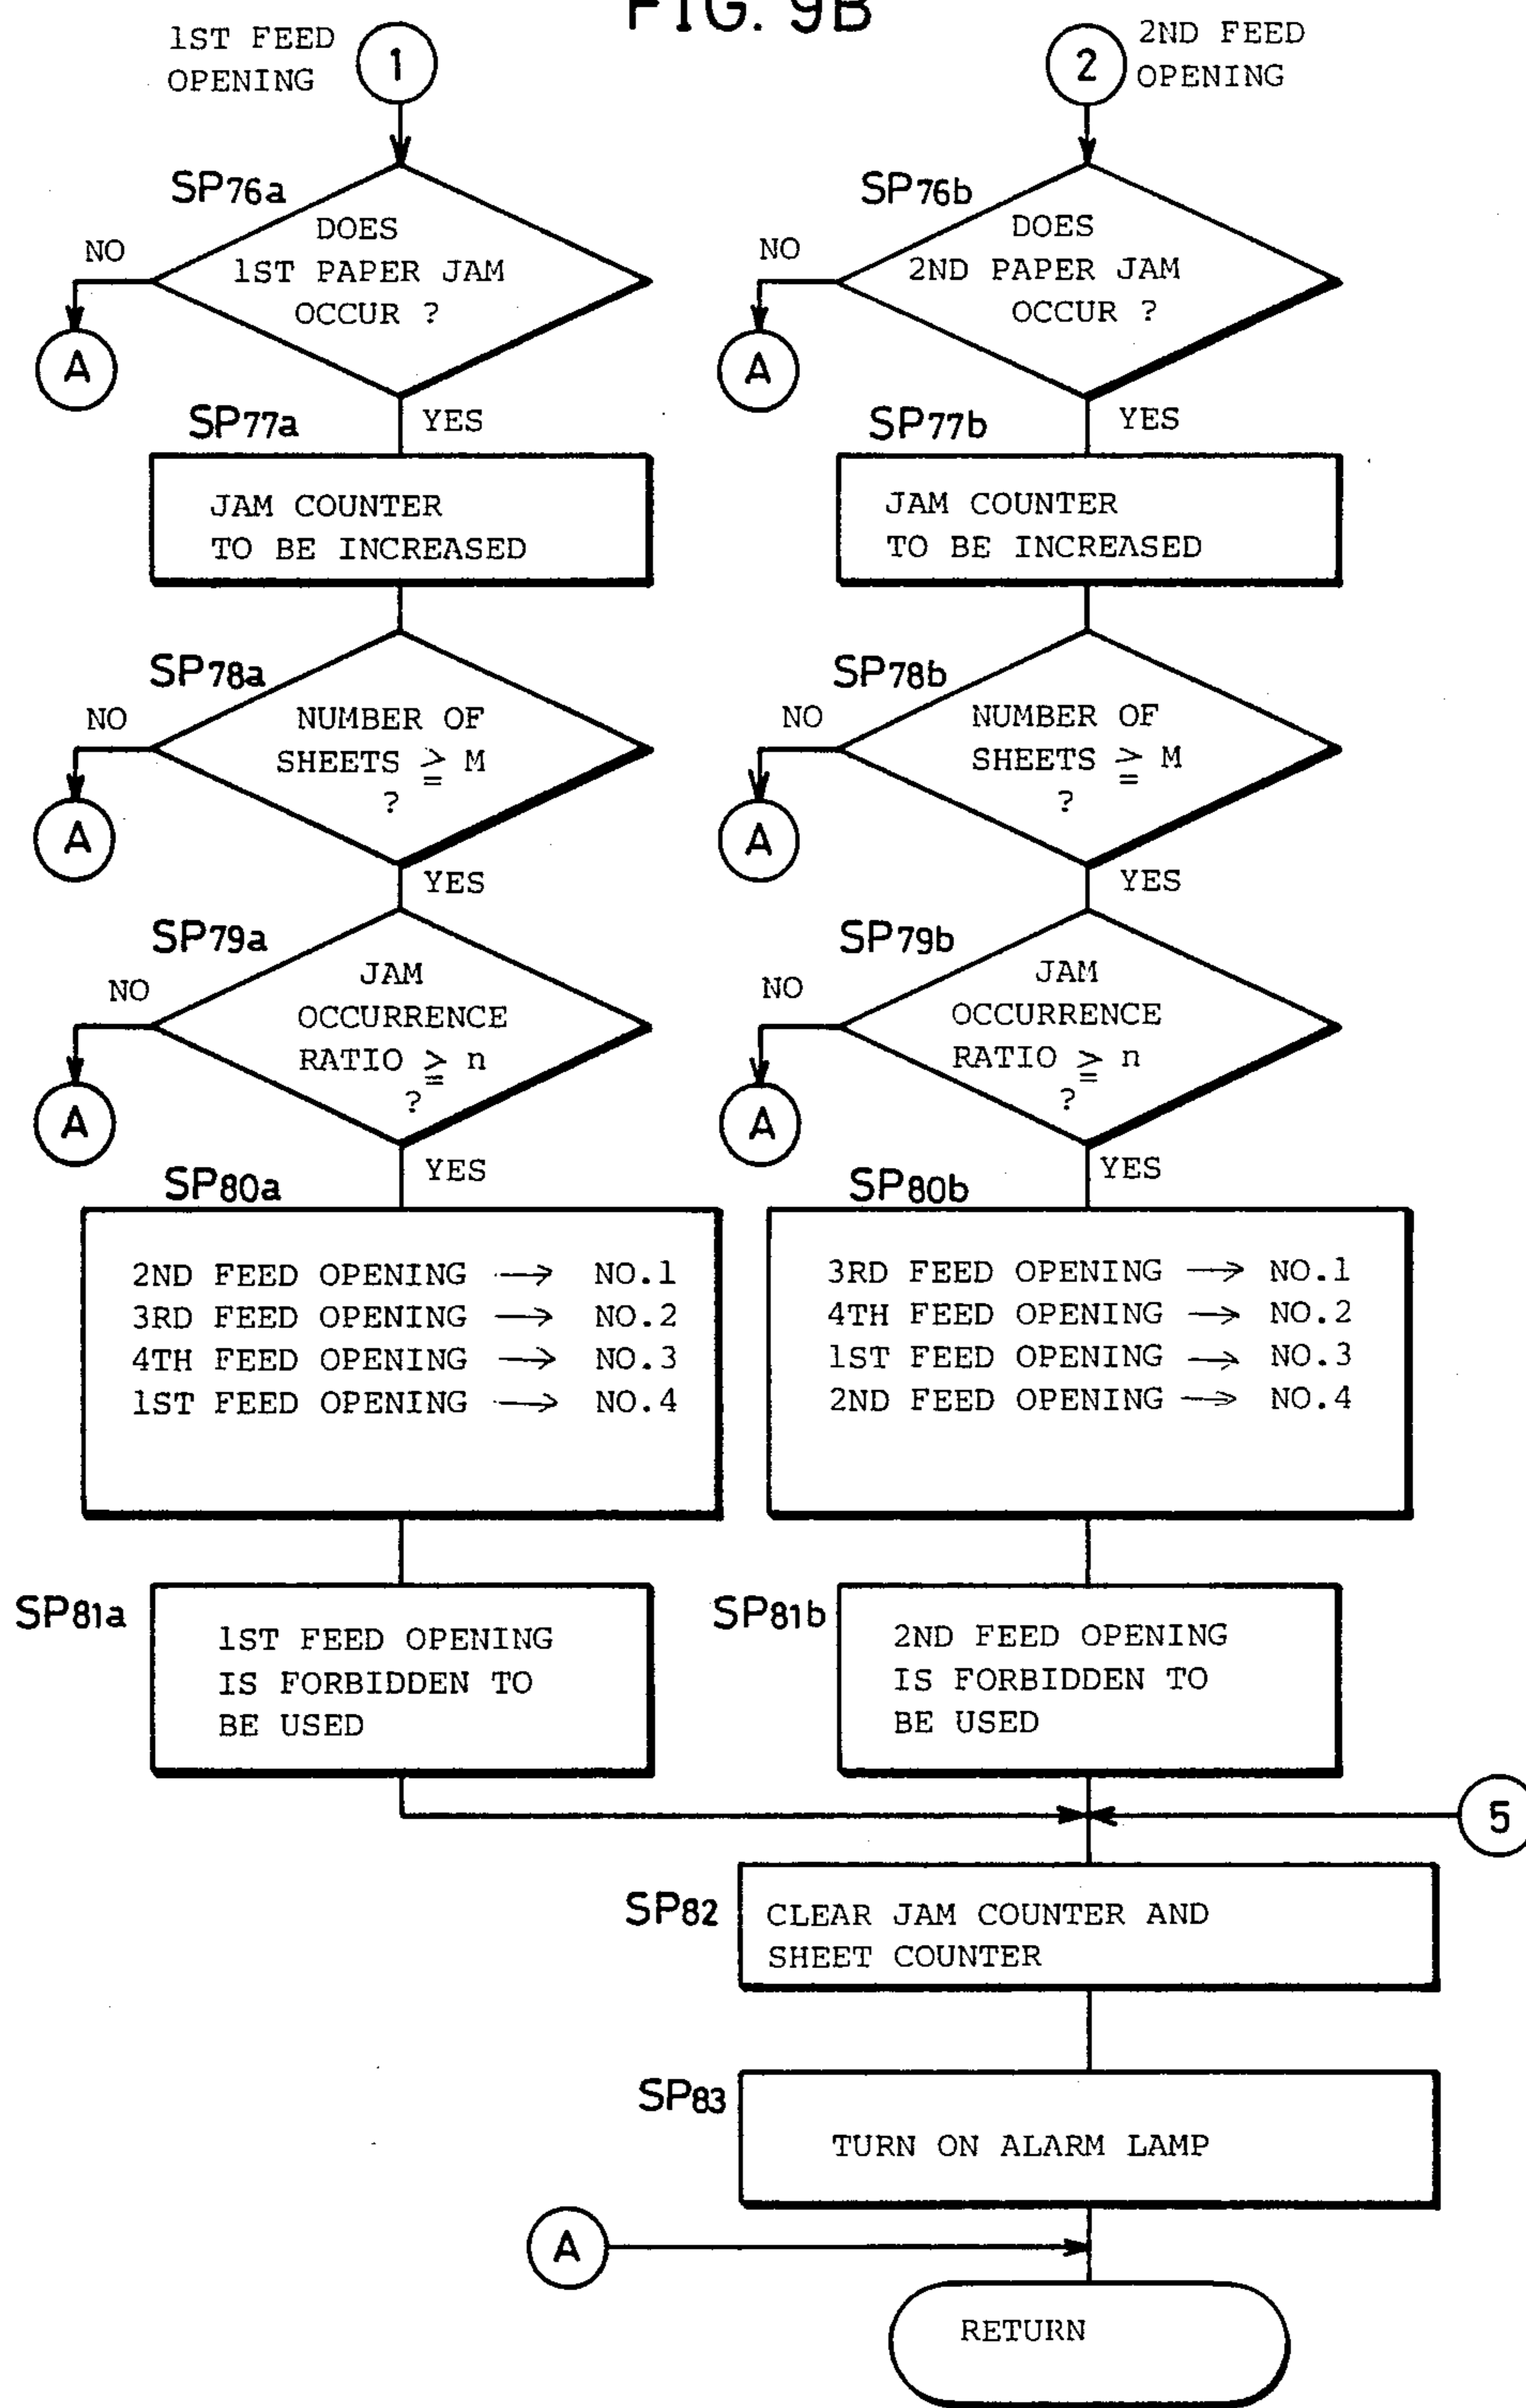 FIG. 9B
1ST FEED
OPENING
1
SP76a
DOES
1ST PAPER JAM
OCCUR ?
NO
A
YES
SP77a
JAM COUNTER
TO BE INCREASED
SP78a
NUMBER OF
SHEETS ≧ M
?
NO
A
YES
SP79a
JAM
OCCURRENCE
RATIO ≧ n
?
NO
A
YES
SP80a
2ND FEED OPENING → NO.1
3RD FEED OPENING → NO.2
4TH FEED OPENING → NO.3
1ST FEED OPENING → NO.4
SP81a
1ST FEED OPENING
IS FORBIDDEN TO
BE USED
2ND FEED
OPENING
2
SP76b
DOES
2ND PAPER JAM
OCCUR ?
NO
A
YES
SP77b
JAM COUNTER
TO BE INCREASED
SP78b
NUMBER OF
SHEETS ≧ M
?
NO
A
YES
SP79b
JAM
OCCURRENCE
RATIO ≧ n
?
NO
A
YES
SP80b
3RD FEED OPENING → NO.1
4TH FEED OPENING → NO.2
1ST FEED OPENING → NO.3
2ND FEED OPENING → NO.4
SP81b
2ND FEED OPENING
IS FORBIDDEN TO
BE USED
5
SP82
CLEAR JAM COUNTER AND
SHEET COUNTER
SP83
TURN ON ALARM LAMP
A
RETURN